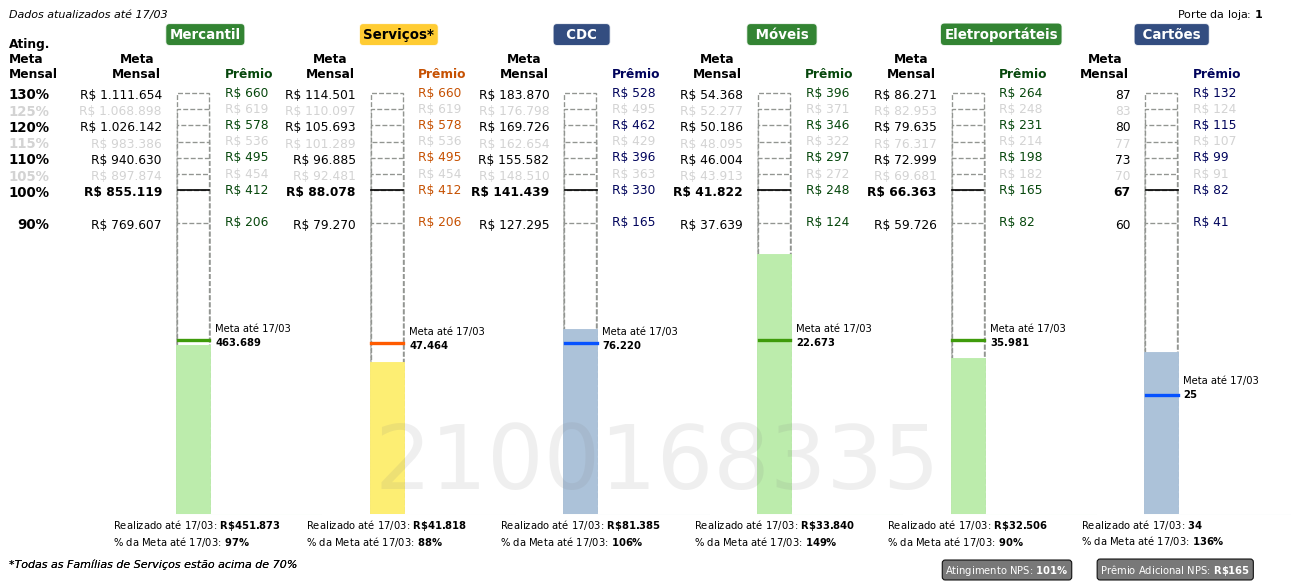 Dados atualizados até 17/03
Porte da loja: 1
Mercantil Serviços* CDC Móveis Eletroportáteis Cartões
Ating. Meta Mensal
Meta Mensal Prêmio Meta Mensal Prêmio Meta Mensal Prêmio Meta Mensal Prêmio Meta Mensal Prêmio Meta Mensal Prêmio
130% R$ 1.111.654 R$ 660 R$ 114.501 R$ 660 R$ 183.870 R$ 528 R$ 54.368 R$ 396 R$ 86.271 R$ 264 87 R$ 132
125% R$ 1.068.898 R$ 619 R$ 110.097 R$ 619 R$ 176.798 R$ 495 R$ 52.277 R$ 371 R$ 82.953 R$ 248 83 R$ 124
120% R$ 1.026.142 R$ 578 R$ 105.693 R$ 578 R$ 169.726 R$ 462 R$ 50.186 R$ 346 R$ 79.635 R$ 231 80 R$ 115
115% R$ 983.386 R$ 536 R$ 101.289 R$ 536 R$ 162.654 R$ 429 R$ 48.095 R$ 322 R$ 76.317 R$ 214 77 R$ 107
110% R$ 940.630 R$ 495 R$ 96.885 R$ 495 R$ 155.582 R$ 396 R$ 46.004 R$ 297 R$ 72.999 R$ 198 73 R$ 99
105% R$ 897.874 R$ 454 R$ 92.481 R$ 454 R$ 148.510 R$ 363 R$ 43.913 R$ 272 R$ 69.681 R$ 182 70 R$ 91
100% R$ 855.119 R$ 412 R$ 88.078 R$ 412 R$ 141.439 R$ 330 R$ 41.822 R$ 248 R$ 66.363 R$ 165 67 R$ 82
90% R$ 769.607 R$ 206 R$ 79.270 R$ 206 R$ 127.295 R$ 165 R$ 37.639 R$ 124 R$ 59.726 R$ 82 60 R$ 41
Meta até 17/03 Meta até 17/03 Meta até 17/03 Meta até 17/03 Meta até 17/03
463.689 47.464 76.220 22.673 35.981
Meta até 17/03
25
2100168335
Realizado até 17/03: R$451.873 Realizado até 17/03: R$41.818 Realizado até 17/03: R$81.385 Realizado até 17/03: R$33.840 Realizado até 17/03: R$32.506 Realizado até 17/03: 34
% da Meta até 17/03: 97% % da Meta até 17/03: 88% % da Meta até 17/03: 106% % da Meta até 17/03: 149% % da Meta até 17/03: 90% % da Meta até 17/03: 136%
*Todas as Famílias de Serviços estão acima de 70%
Atingimento NPS: 101% Prêmio Adicional NPS: R$165